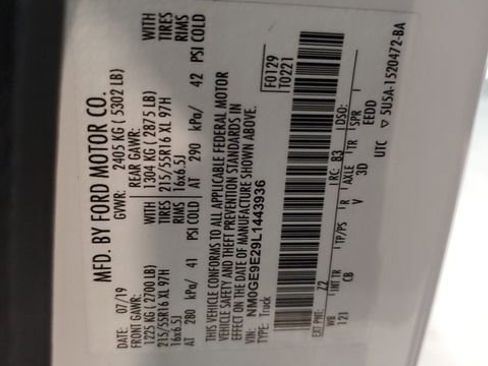 MFD. BY FORD MOTOR CO.
DATE: 07/19 GVWR: 2405 KG ( 5302 LB)
FRONT GAWR: REAR GAWR: WITH
1225 KG ( 2700 LB) 1304 KG ( 2875 LB) TIRES
215/55R16 XL 97H TIRES 215/55R16 XL 97H RIMS
16x6.5J RIMS 16x6.5J
AT 280 kPa/ 41 PSI COLD AT 290 kPa/ 42 PSI COLD
THIS VEHICLE CONFORMS TO ALL APPLICABLE FEDERAL MOTOR
VEHICLE SAFETY AND THEFT PREVENTION STANDARDS IN
EFFECT ON THE DATE OF MANUFACTURE SHOWN ABOVE.
VIN: NM0GE9E29L1443936
TYPE: Truck
F0129
T0221
EXT PNT: Z2 RC: B3 DSO:
WB INT TR TP/PS R AXLE TR SPR
121 CB V 3D EEDD
UTC ▽ 5U5A-1520472-BA